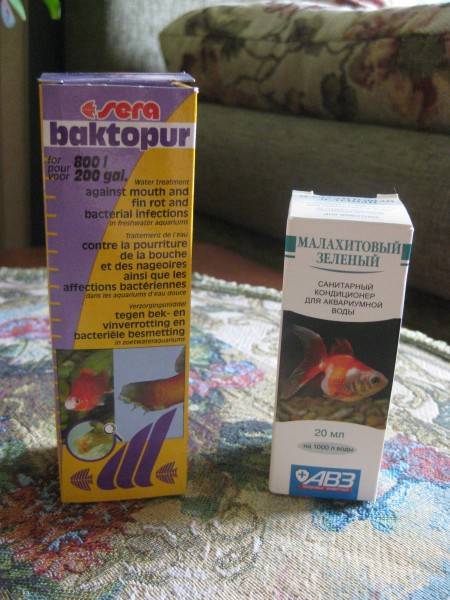 sera
baktopur
for
pour
voor
800 l
200 gal.
Water treatment
against mouth and
fin rot and
bacterial infections
in freshwater aquariums
traitement de l'eau
contre la pourriture
de la bouche
et des nageoires
ainsi que les
affections bactériennes
dans les aquariums d'eau douce
verzorgingsmiddel
tegen bek- en
vinverrotting en
bacteriële besmetting
in zoetwateraquariums
МАЛАХИТОВЫЙ
ЗЕЛЕНЫЙ
САНИТАРНЫЙ
КОНДИЦИОНЕР
ДЛЯ АКВАРИУМНОЙ
ВОДЫ
20 мл
на 1000 л воды
АВЗ